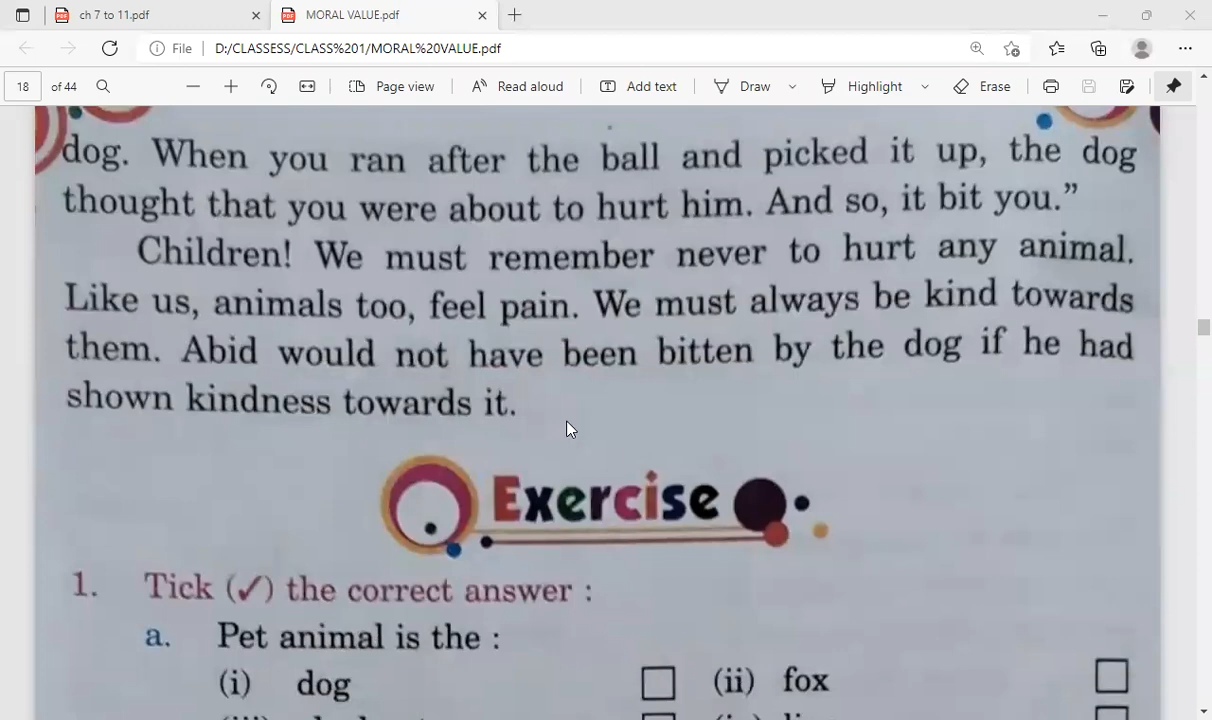 ch 7 to 11.pdf
MORAL VALUE.pdf
File D:/CLASSESS/CLASS%201/MORAL%20VALUE.pdf
18 of 44 Page view Read aloud Add text Draw Highlight Erase
dog. When you ran after the ball and picked it up, the dog
thought that you were about to hurt him. And so, it bit you.”
Children! We must remember never to hurt any animal.
Like us, animals too, feel pain. We must always be kind towards
them. Abid would not have been bitten by the dog if he had
shown kindness towards it.
Exercise
1. Tick (✓) the correct answer :
a. Pet animal is the :
(i) dog (ii) fox